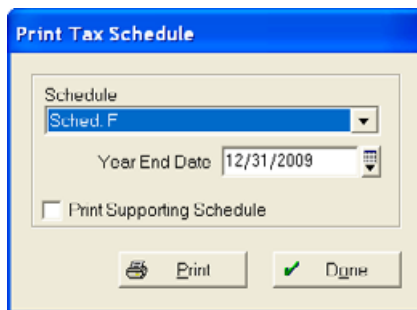 Print Tax Schedule
Schedule
Sched. F
Year End Date 12/31/2009
Print Supporting Schedule
Print Done